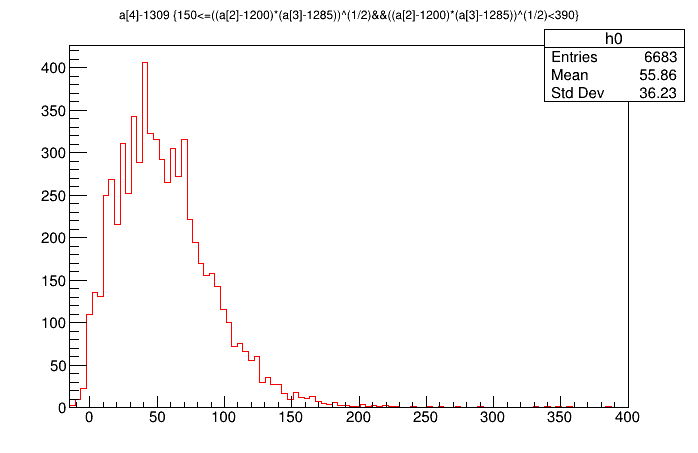 a[4]-1309 {150<=((a[2]-1200)*(a[3]-1285))^(1/2)&&((a[2]-1200)*(a[3]-1285))^(1/2)<390}
h0
Entries 6683
Mean 55.86
Std Dev 36.23
400
350
300
250
200
150
100
50
0
0 50 100 150 200 250 300 350 400